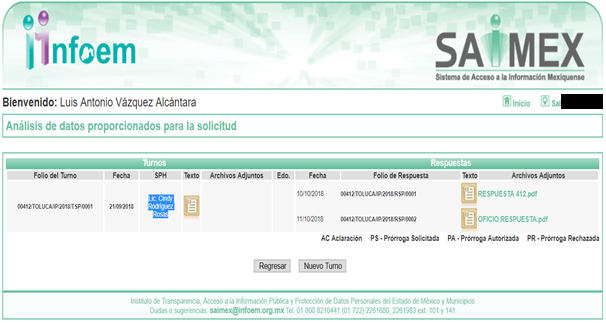 infoem
SAIMEX
Sistema de Acceso a la Información Mexiquense
Bienvenido: Luis Antonio Vázquez Alcántara
Inicio Sal
Análisis de datos proporcionados para la solicitud
Turnos Respuestas
Folio del Turno Fecha SPH Texto Archivos Adjuntos Edo. Fecha Folio de Respuesta Texto Archivos Adjuntos
00412/TOLUCA/IP/2018/TSP/0001 21/09/2018 Lic. Cindy
Rodríguez
Rosas
10/10/2018 00412/TOLUCA/IP/2018/RSP/0001 RESPUESTA 412.pdf
11/10/2018 00412/TOLUCA/IP/2018/RSP/0002 OFICIO RESPUESTA.pdf
AC Aclaración PS - Prórroga Solicitada PA - Prórroga Autorizada PR - Prórroga Rechazada
Regresar Nuevo Turno
Instituto de Transparencia, Acceso a la Información Pública y Protección de Datos Personales del Estado de México y Municipios
Dudas o sugerencias: saimex@infoem.org.mx Tel. 01 800 8210441 (01 722) 2261680, 2261983 ext. 101 y 141